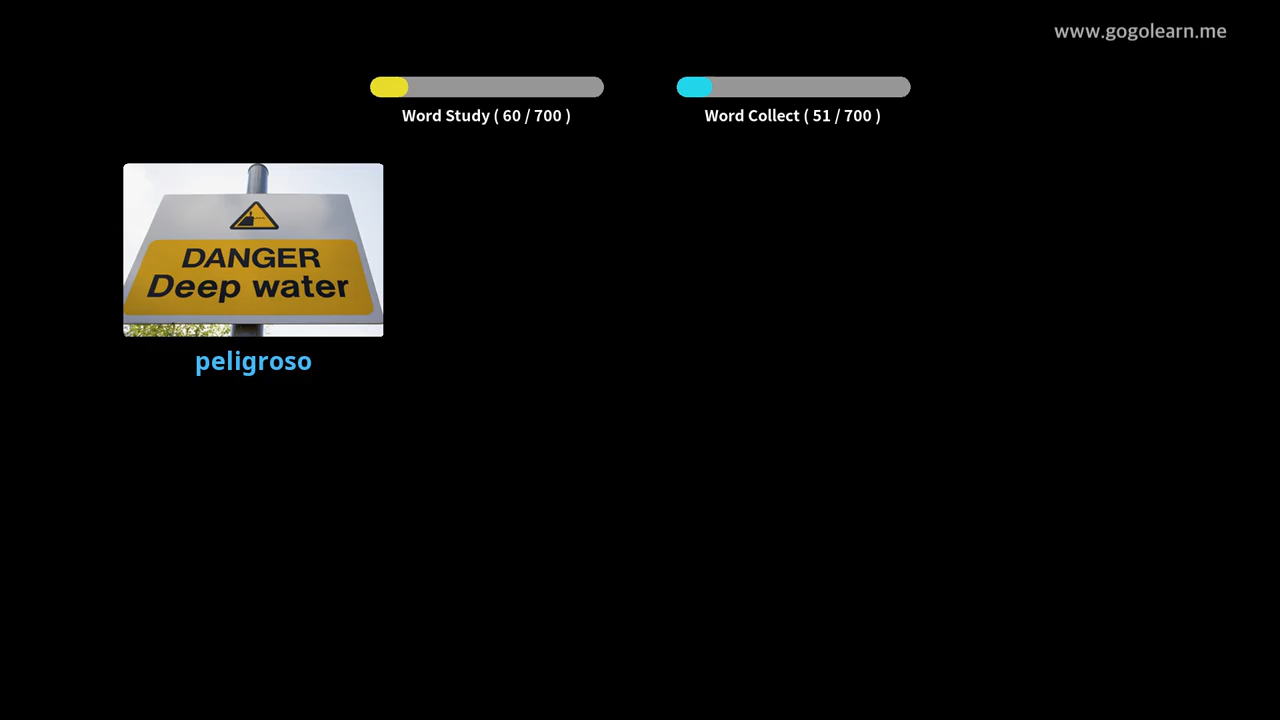 www.gogolearn.me
Word Study ( 60 / 700 )
Word Collect ( 51 / 700 )
DANGER
Deep water
peligroso